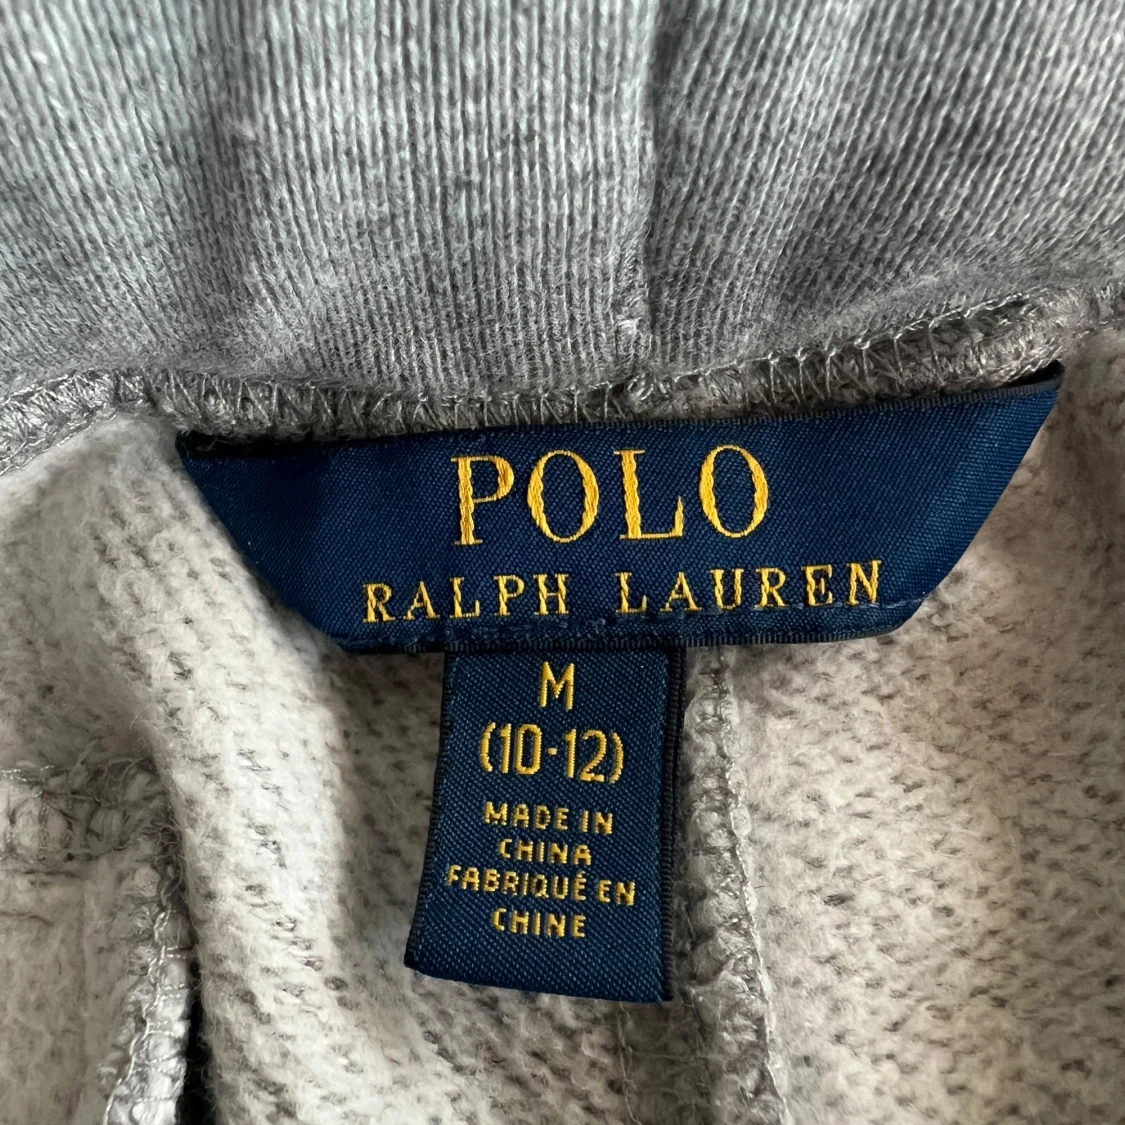 POLO
RALPH LAUREN
M
(10-12)
MADE IN
CHINA
FABRIQUÉ EN
CHINE